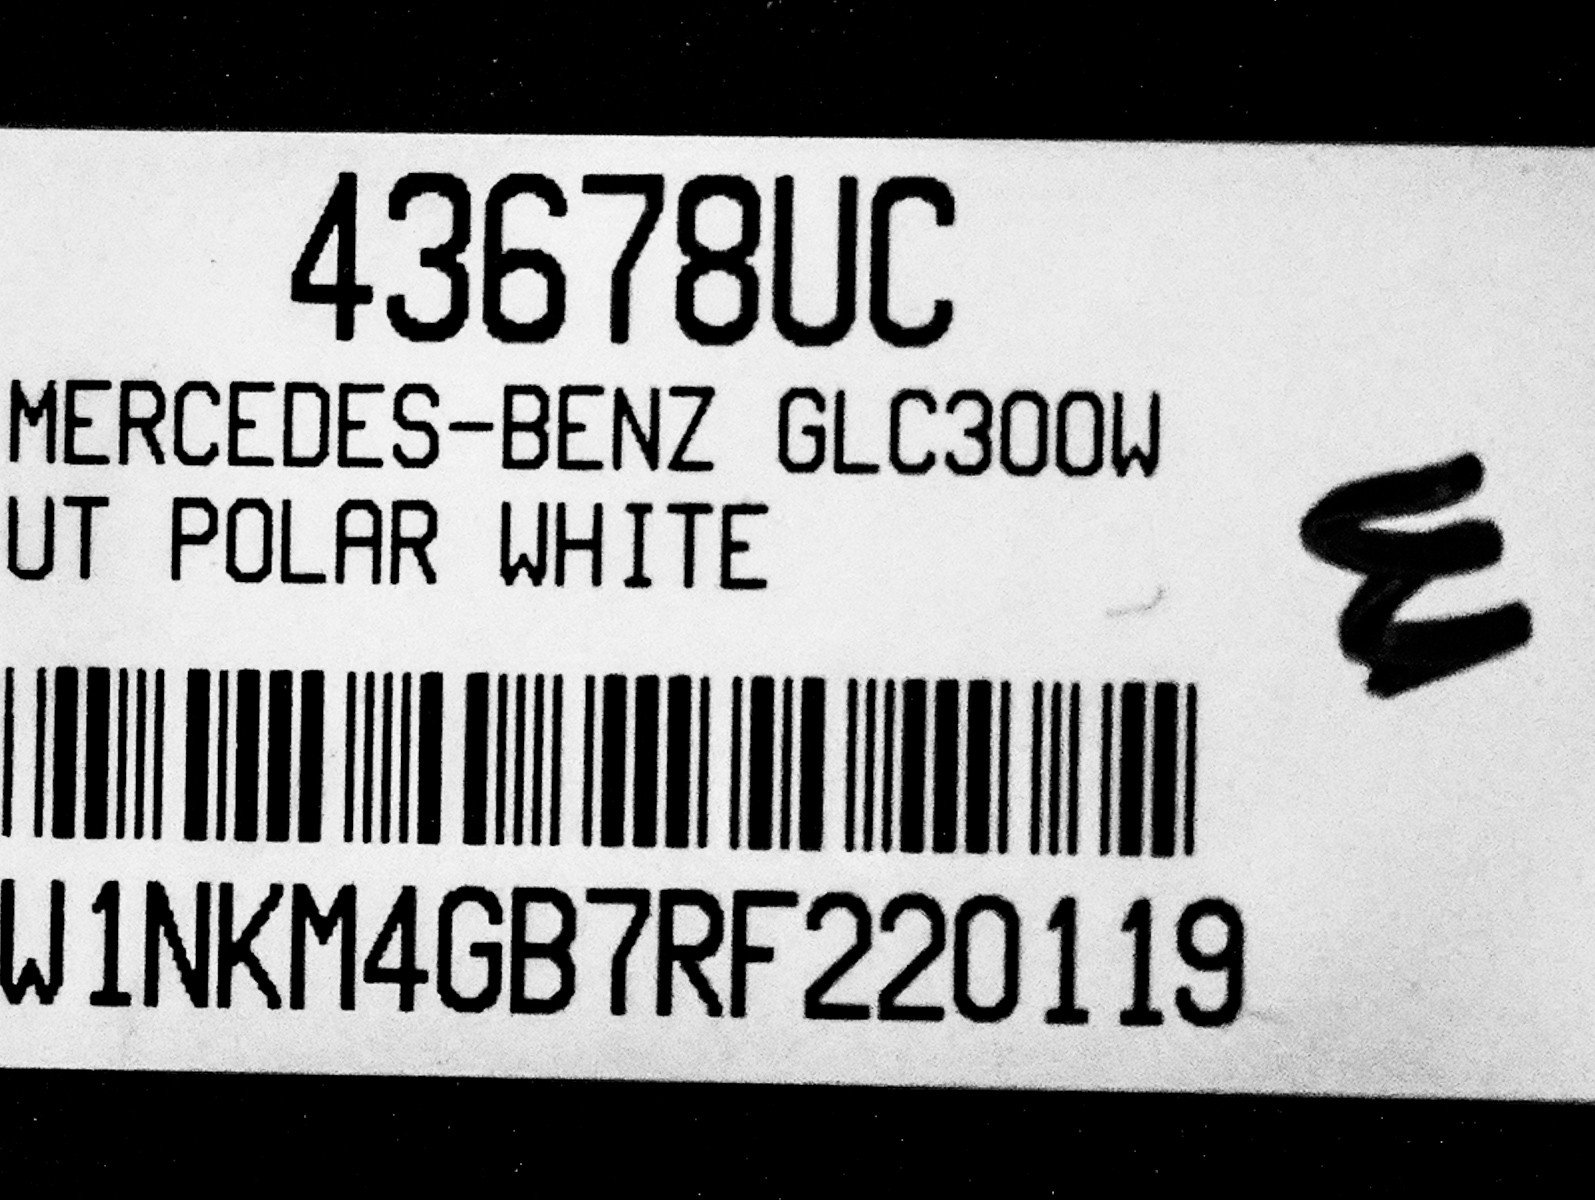 43678UC
MERCEDES-BENZ GLC300W
UT POLAR WHITE
W1NKM4GB7RF220119